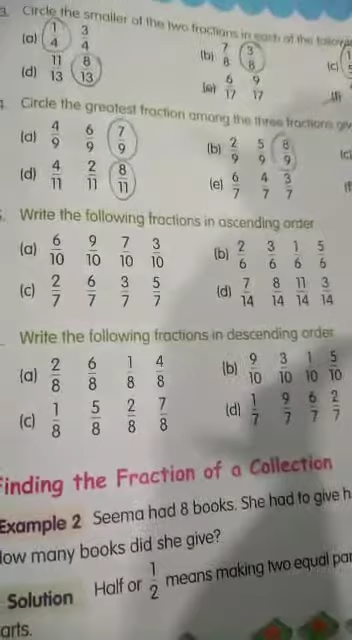 3. Circle the smaller of the two fractions in each of the
(a) 1/4 3/4 (b) 7/8 3/8 (c)
(d) 11/13 8/13 (e) 6/17 9/17 (f)
Circle the greatest fraction among the three fractions
(a) 4/9 6/9 7/9 (b) 2/9 5/9 8/9 (c)
(d) 4/11 2/11 8/11 (e) 6/7 4/7 3/7 (f
Write the following fractions in ascending order
(a) 6/10 9/10 7/10 3/10 (b) 2/6 3/6 1/6 5/6
(c) 2/7 6/7 3/7 5/7 (d) 7/14 8/14 11/14 3/14
Write the following fractions in descending order
(a) 2/8 6/8 1/8 4/8 (b) 9/10 3/10 1/10 5/10
(c) 1/8 5/8 2/8 7/8 (d) 1/7 9/7 6/7 2/7
inding the Fraction of a Collection
Example 2 Seema had 8 books. She had to give h
How many books did she give?
Solution Half or 1/2 means making two equal par
arts.